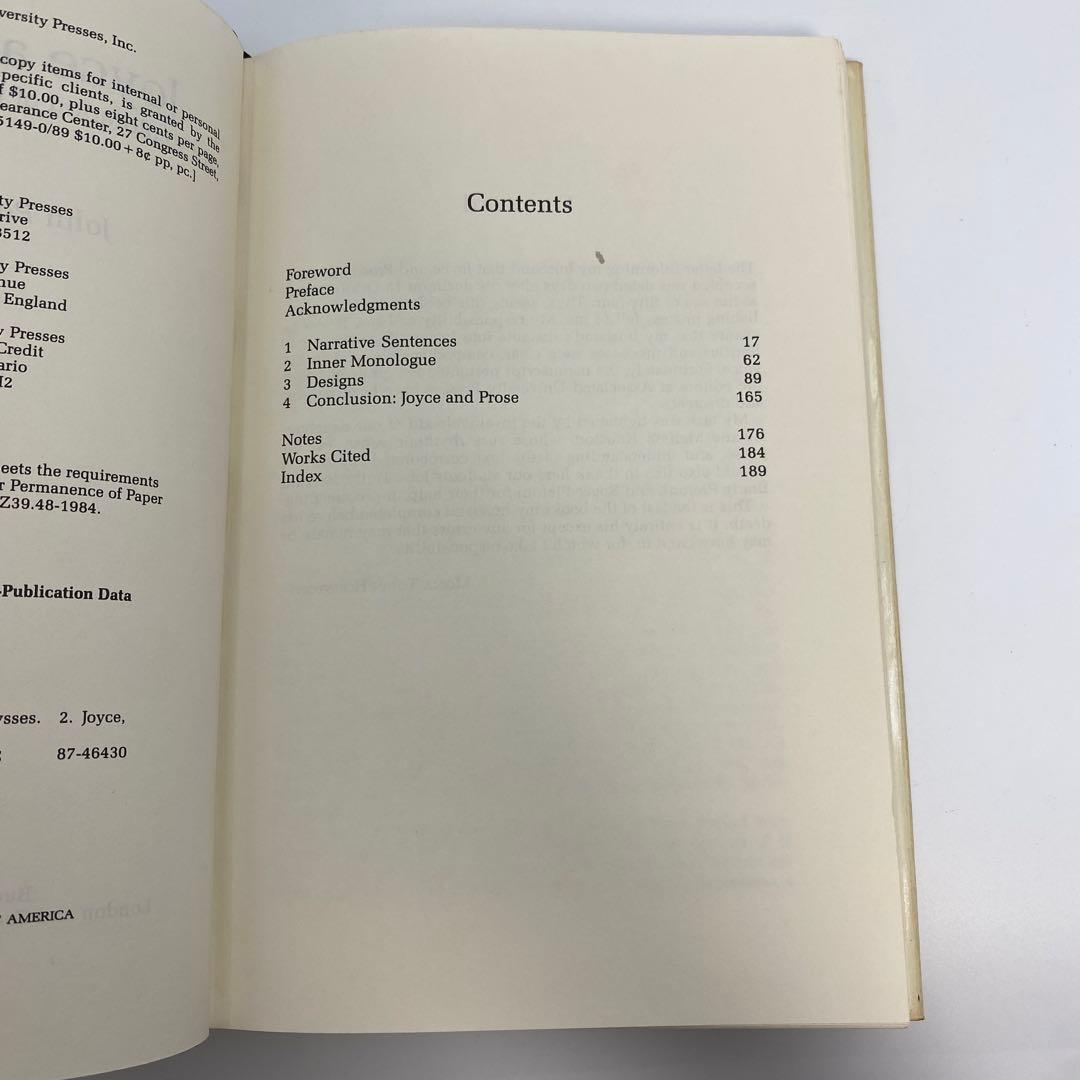 versity Presses, Inc.
copy items for internal or personal
pecific clients, is granted by the
f $10.00, plus eight cents per page,
earance Center, 27 Congress Street,
5149-0/89 $10.00 + 8¢ pp, pc.]
ty Presses
rive
8512
y Presses
nue
England
y Presses
Credit
ario
I2
eets the requirements
r Permanence of Paper
Z39.48-1984.
-Publication Data
ysses. 2. Joyce,
87-46430
AMERICA
Contents
Foreword
Preface
Acknowledgments
1 Narrative Sentences 17
2 Inner Monologue 62
3 Designs 89
4 Conclusion: Joyce and Prose 165
Notes 176
Works Cited 184
Index 189